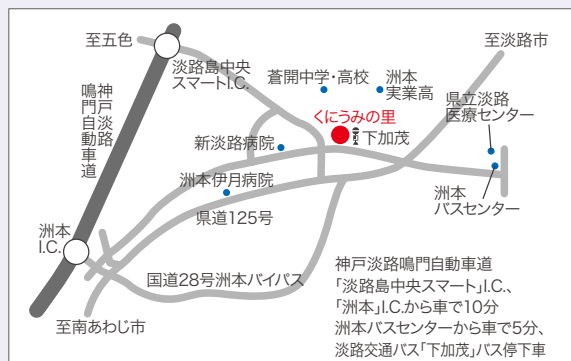 至五色
淡路島中央
スマートI.C.
神戸淡路
鳴門自動車道
蒼開中学・高校
洲本
実業高
至淡路市
くにうみの里
下加茂
県立淡路
医療センター
新淡路病院
洲本伊月病院
県道125号
洲本
バスセンター
洲本
I.C.
国道28号洲本バイパス
至南あわじ市
神戸淡路鳴門自動車道
「淡路島中央スマート」I.C.、
「洲本」I.C.から車で10分
洲本バスセンターから車で5分、
淡路交通バス「下加茂」バス停下車